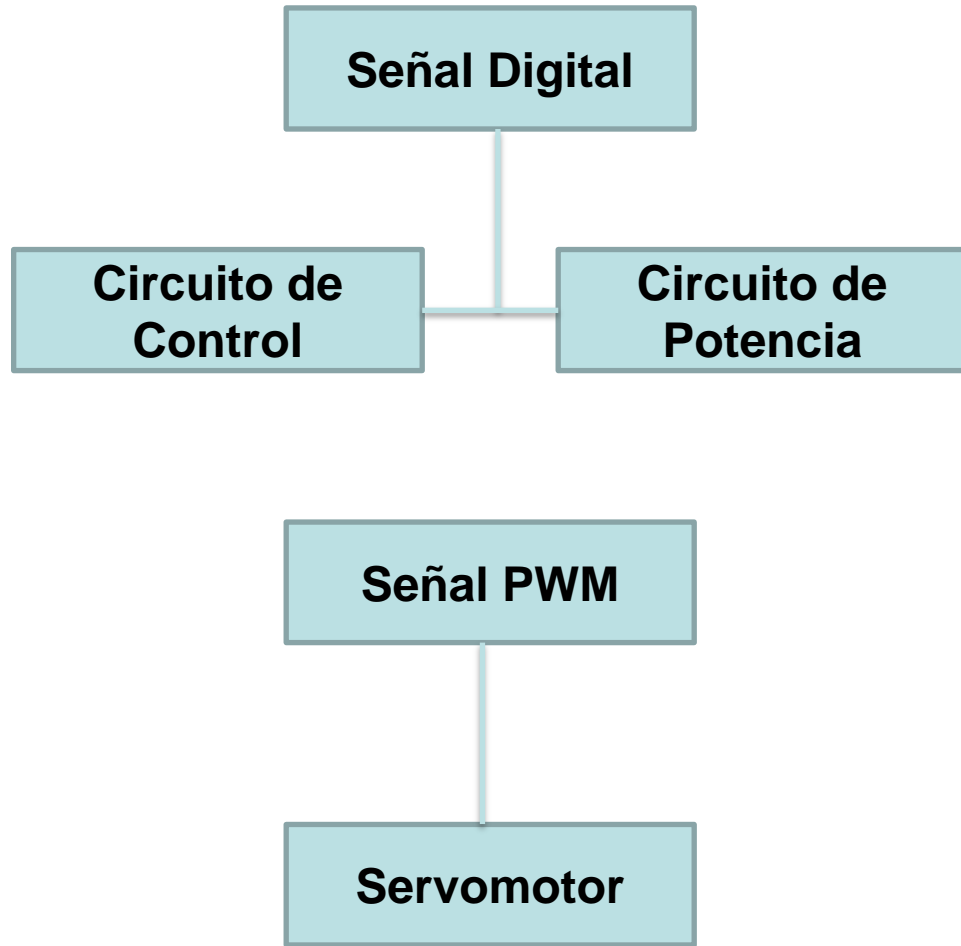 Señal Digital
Circuito de
Control
Circuito de
Potencia
Señal PWM
Servomotor